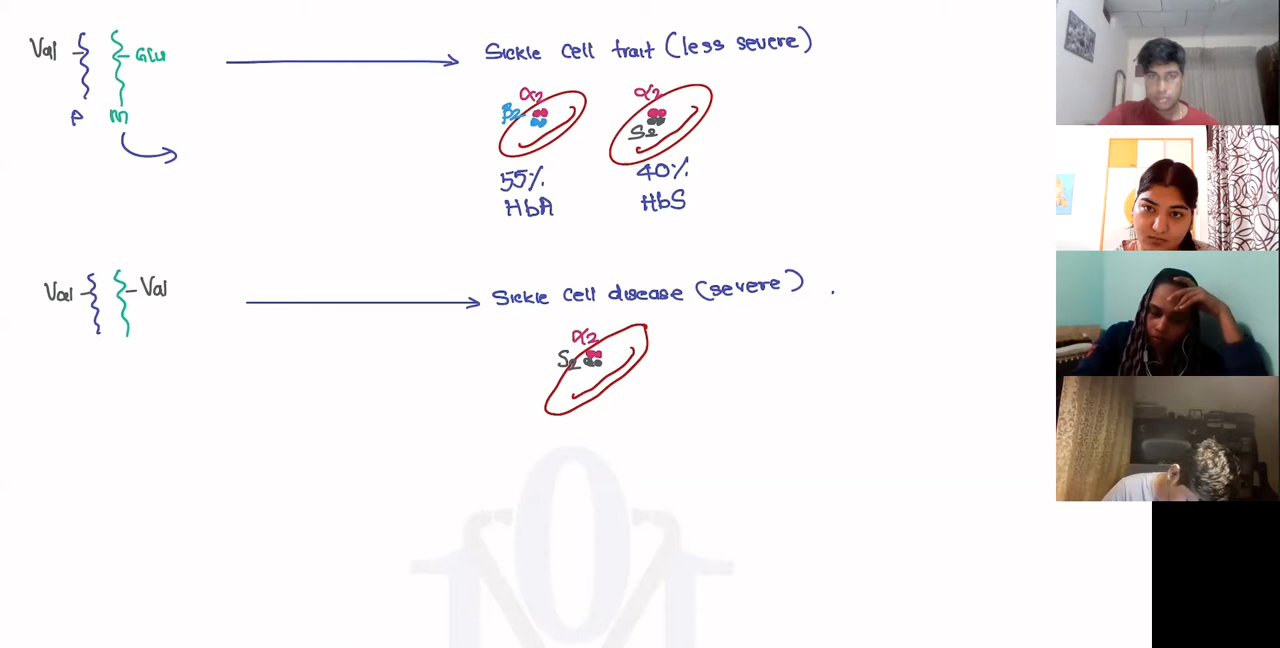 Val Glu
P M
Sickle cell trait (less severe)
α2 α2
β2 S2
55% 40%
HbA HbS
Val Val
Sickle cell disease (severe) .
α2
S2